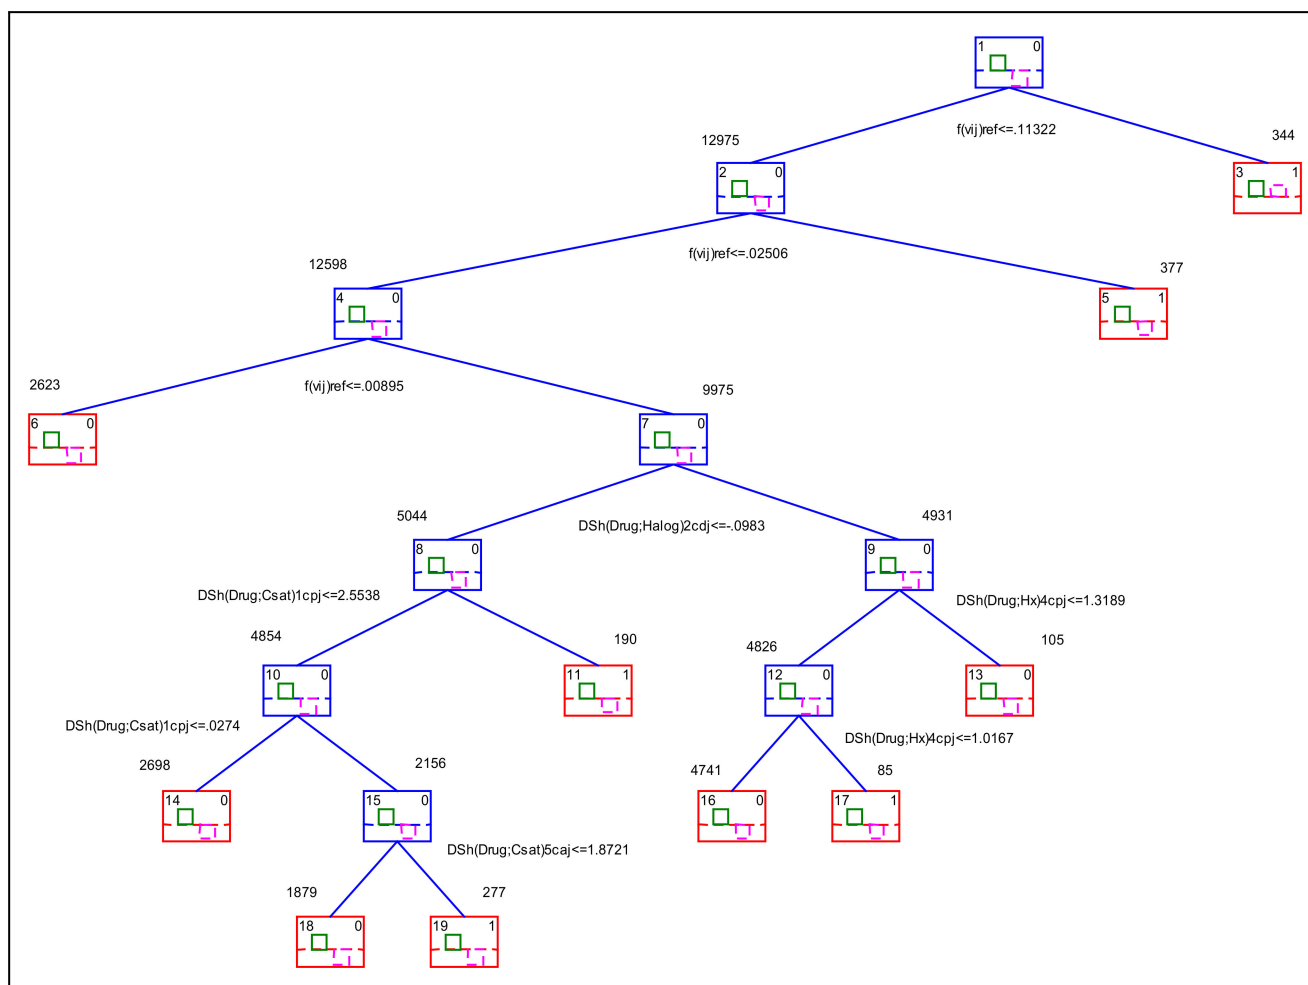 1 0
f(vij)ref<=.11322
12975 344
2 0 3 1
f(vij)ref<=.02506
12598 377
4 0 5 1
f(vij)ref<=.00895
2623 9975
6 0 7 0
DSh(Drug;Halog)2cdj<=-.0983
5044 4931
8 0 9 0
DSh(Drug;Csat)1cpj<=2.5538 DSh(Drug;Hx)4cpj<=1.3189
4854 190 4826 105
10 0 11 1 12 0 13 0
DSh(Drug;Csat)1cpj<=.0274 DSh(Drug;Hx)4cpj<=1.0167
2698 2156 4741 85
14 0 15 0 16 0 17 1
DSh(Drug;Csat)5caj<=1.8721
1879 277
18 0 19 1